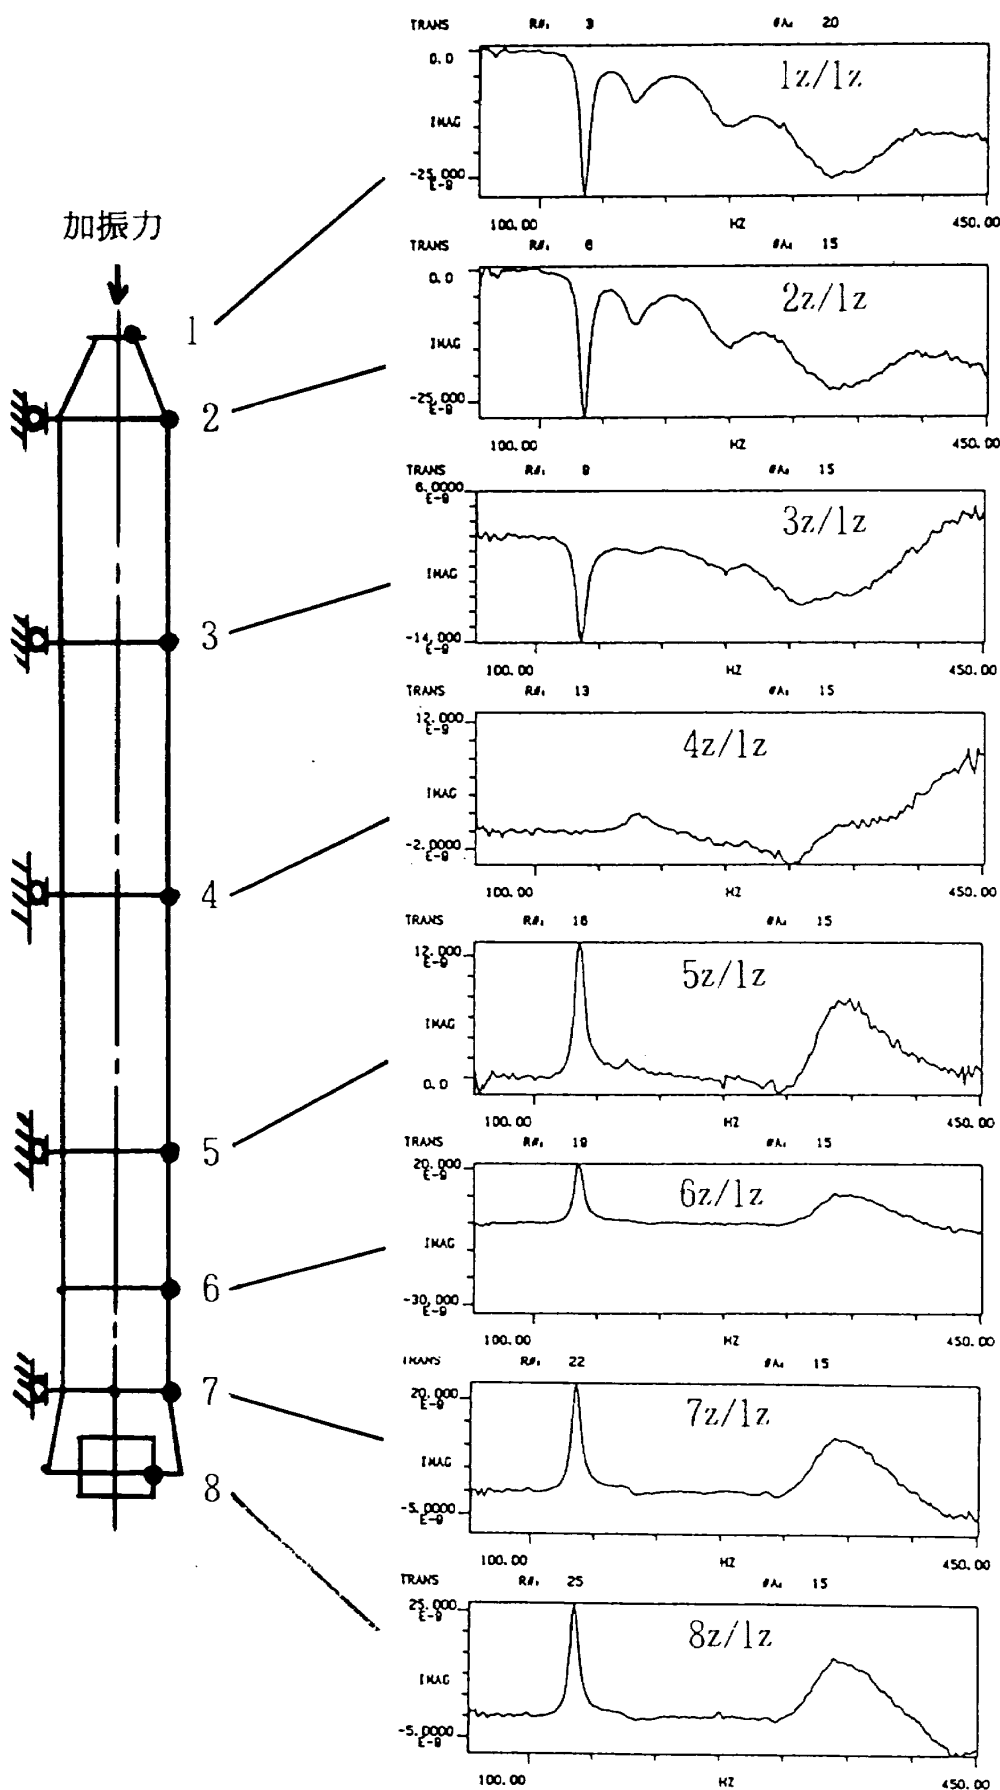 加振力
1
2
3
4
5
6
7
8
TRANS R#: 3 #A: 20
0.0
1z/1z
IMAG
-25.000
E-9
100.00 HZ 450.00
TRANS R#: 6 #A: 15
0.0
2z/1z
IMAG
-25.000
E-9
100.00 HZ 450.00
TRANS R#: 9 #A: 15
6.0000
E-9
3z/1z
IMAG
-14.000
E-9
100.00 HZ 450.00
TRANS R#: 13 #A: 15
12.000
E-9
4z/1z
IMAG
-2.0000
E-9
100.00 HZ 450.00
TRANS R#: 16 #A: 15
12.000
E-9
5z/1z
IMAG
0.0
100.00 HZ 450.00
TRANS R#: 19 #A: 15
20.000
E-9
6z/1z
IMAG
-30.000
E-9
100.00 HZ 450.00
TRANS R#: 22 #A: 15
20.000
E-9
7z/1z
IMAG
-5.0000
E-9
100.00 HZ 450.00
TRANS R#: 25 #A: 15
25.000
E-9
8z/1z
IMAG
-5.0000
E-9
100.00 HZ 450.00